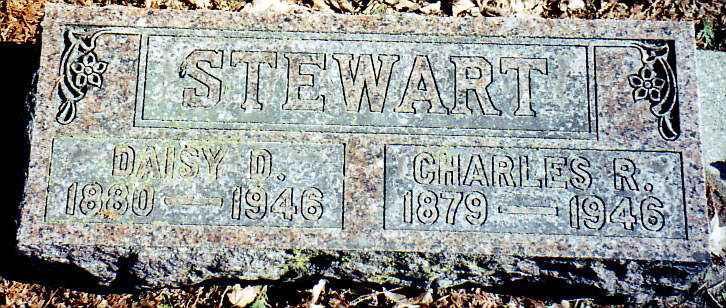 STEWART
DAISY D.
1880 — 1946
CHARLES R.
1879 — 1946